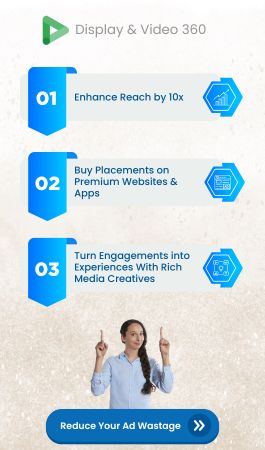 Display & Video 360
01
Enhance Reach by 10x
02
Buy Placements on
Premium Websites &
Apps
03
Turn Engagements into
Experiences With Rich
Media Creatives
Reduce Your Ad Wastage